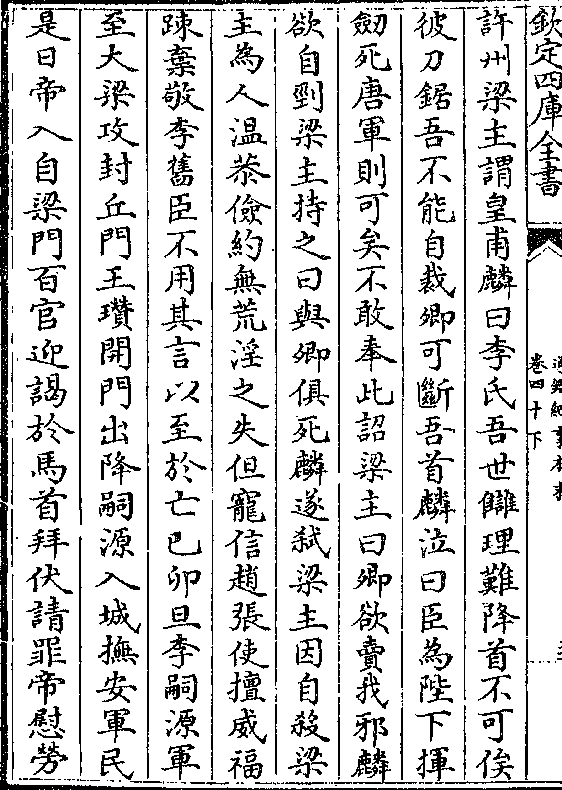 欽定四庫全書
卷四十下
許州梁主謂皇甫麟曰李氏吾世讎理難降首不可俟
彼刀鋸吾不能自裁卿可斷吾首麟泣曰臣為陛下揮
劒死唐軍則可矣不敢奉此詔梁主曰卿欲賣我邪麟
欲自剄梁主持之曰與卿俱死麟遂弑梁主因自殺梁
主為人溫恭儉約無荒淫之失但寵信趙張使擅威福
踈棄敬李舊臣不用其言以至於亡己卯旦李嗣源軍
至大梁攻封丘門王瓚開門出降嗣源入城撫安軍民
是日帝入自梁門百官迎謁於馬首拜伏請罪帝慰勞